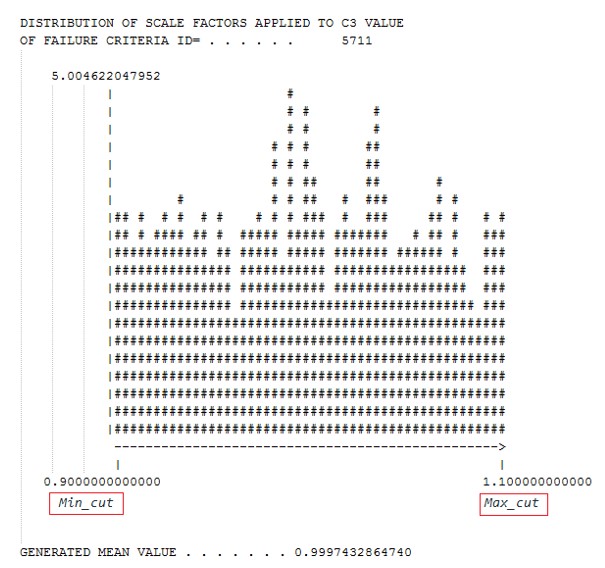 DISTRIBUTION OF SCALE FACTORS APPLIED TO C3 VALUE
OF FAILURE CRITERIA ID= . . . . . . 5711
5.004622047952
0.9000000000000 1.100000000000
Min_cut Max_cut
GENERATED MEAN VALUE . . . . . . . 0.9997432864740